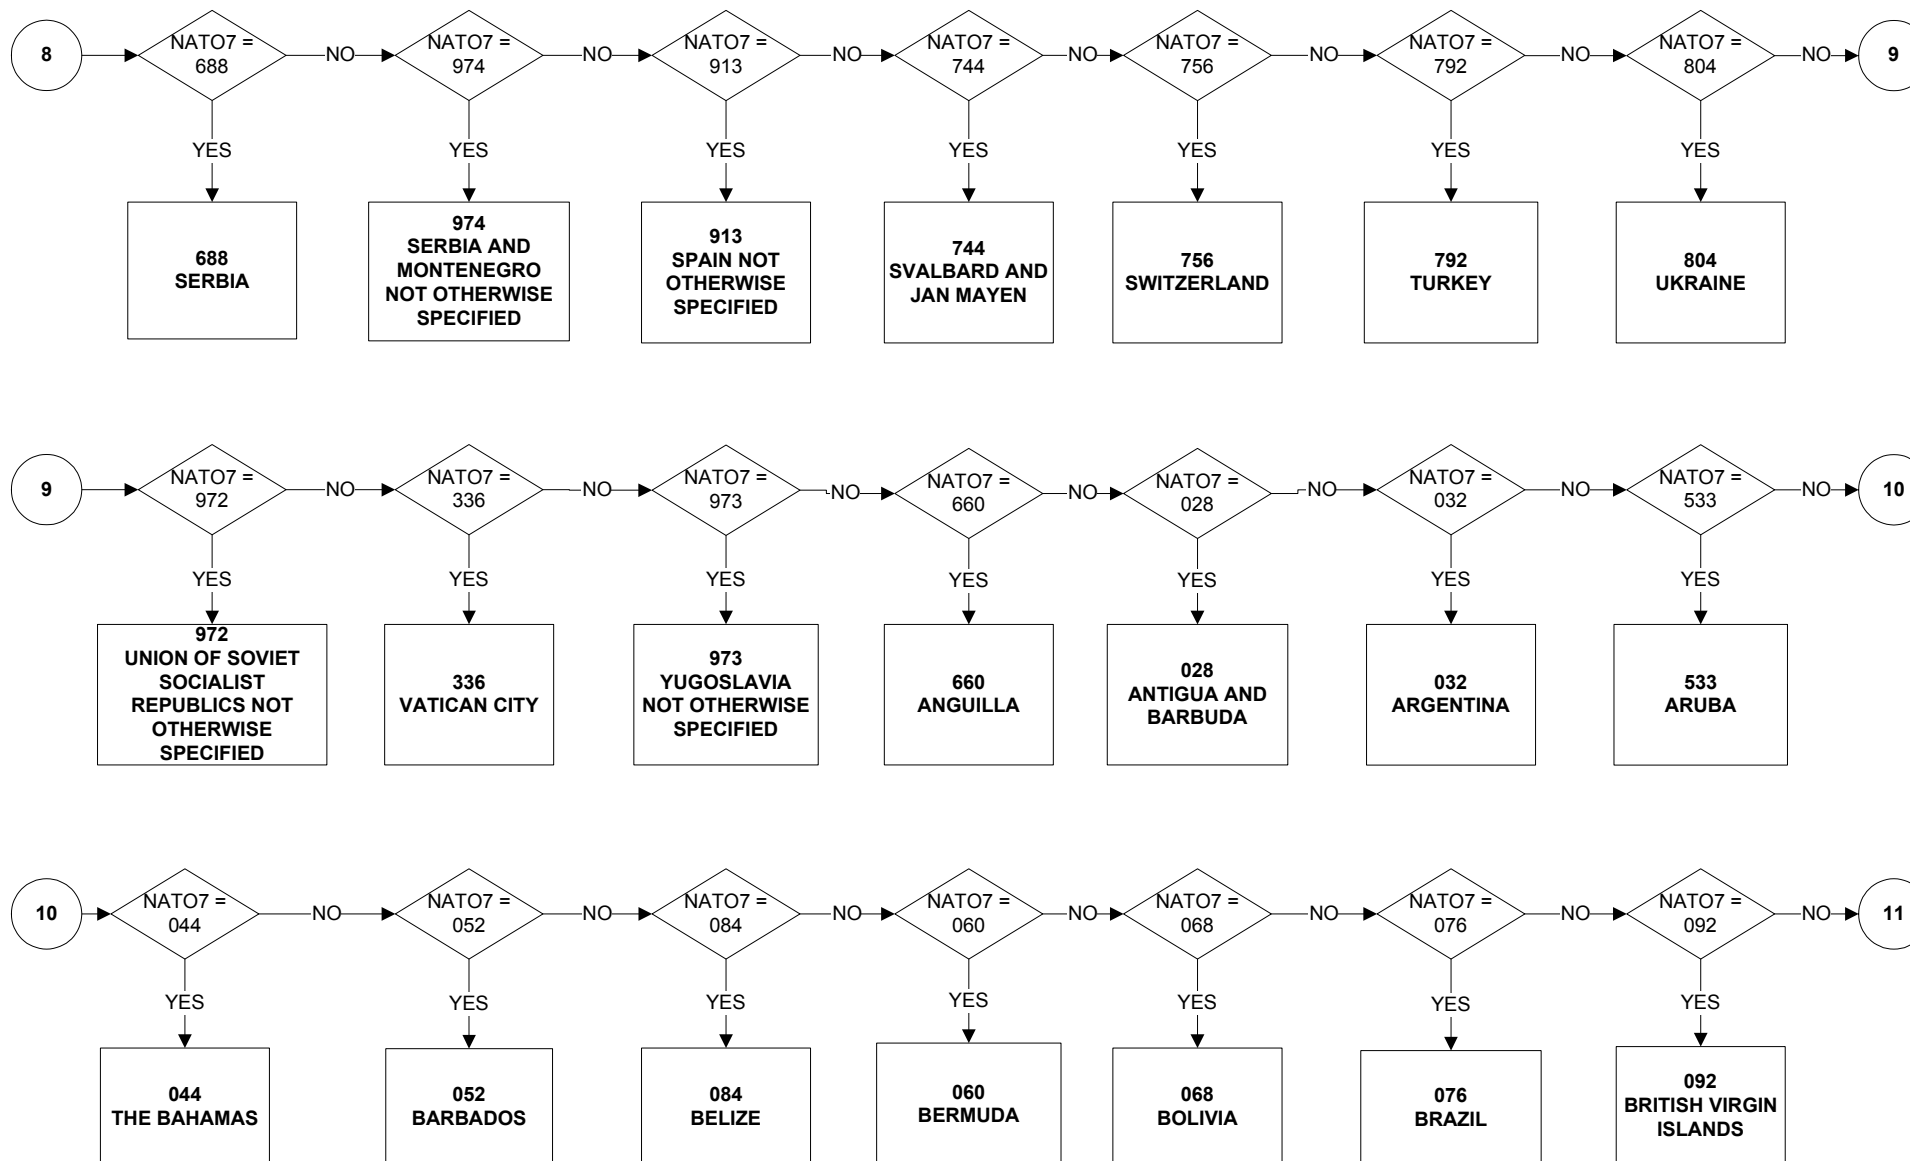 8
NATO7 =
688
NO
NATO7 =
974
NO
NATO7 =
913
NO
NATO7 =
744
NO
NATO7 =
756
NO
NATO7 =
792
NO
NATO7 =
804
NO
9
YES
YES
YES
YES
YES
YES
YES
688
SERBIA
974
SERBIA AND
MONTENEGRO
NOT OTHERWISE
SPECIFIED
913
SPAIN NOT
OTHERWISE
SPECIFIED
744
SVALBARD AND
JAN MAYEN
756
SWITZERLAND
792
TURKEY
804
UKRAINE
9
NATO7 =
972
NO
NATO7 =
336
NO
NATO7 =
973
NO
NATO7 =
660
NO
NATO7 =
028
NO
NATO7 =
032
NO
NATO7 =
533
NO
10
YES
YES
YES
YES
YES
YES
YES
972
UNION OF SOVIET
SOCIALIST
REPUBLICS NOT
OTHERWISE
SPECIFIED
336
VATICAN CITY
973
YUGOSLAVIA
NOT OTHERWISE
SPECIFIED
660
ANGUILLA
028
ANTIGUA AND
BARBUDA
032
ARGENTINA
533
ARUBA
10
NATO7 =
044
NO
NATO7 =
052
NO
NATO7 =
084
NO
NATO7 =
060
NO
NATO7 =
068
NO
NATO7 =
076
NO
NATO7 =
092
NO
11
YES
YES
YES
YES
YES
YES
YES
044
THE BAHAMAS
052
BARBADOS
084
BELIZE
060
BERMUDA
068
BOLIVIA
076
BRAZIL
092
BRITISH VIRGIN
ISLANDS